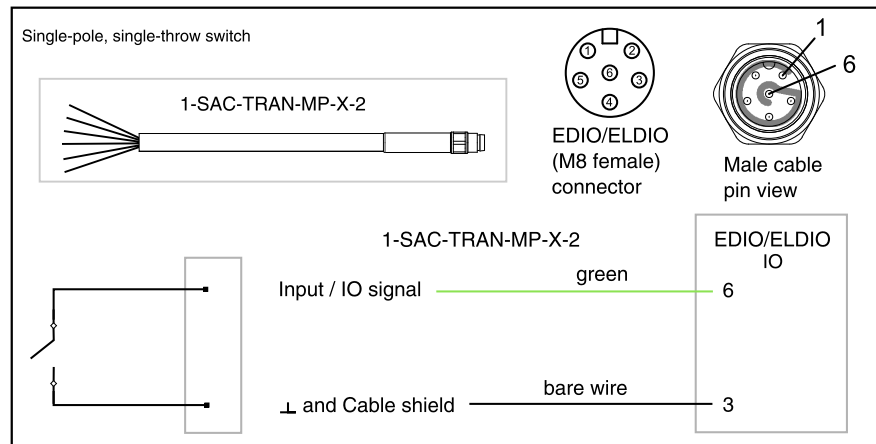 Single-pole, single-throw switch
1-SAC-TRAN-MP-X-2
1
2
3
4
5
6
EDIO/ELDIO
(M8 female)
connector
1
6
Male cable
pin view
1-SAC-TRAN-MP-X-2
EDIO/ELDIO
IO
Input / IO signal
green
6
⊥ and Cable shield
bare wire
3